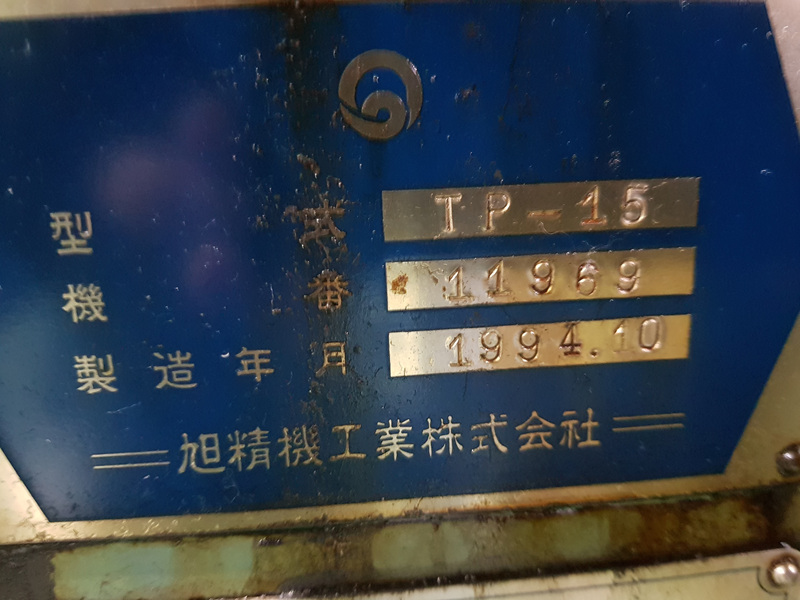 型 式 TP-15
機 番 11969
製 造 年 月 1994.10
旭精機工業株式会社